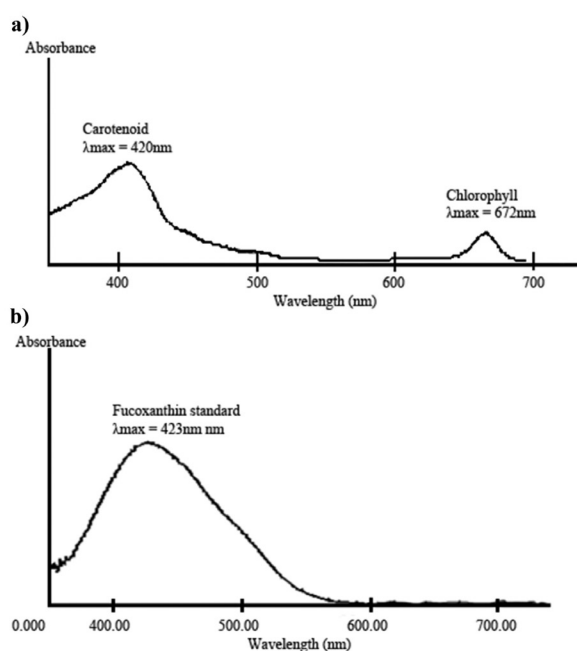 a)
Absorbance
Carotenoid
λmax = 420nm
Chlorophyll
λmax = 672nm
400
500
600
700
Wavelength (nm)
b)
Absorbance
Fucoxanthin standard
λmax = 423nm nm
0.000
400.00
500.00
600.00
700.00
Wavelength (nm)